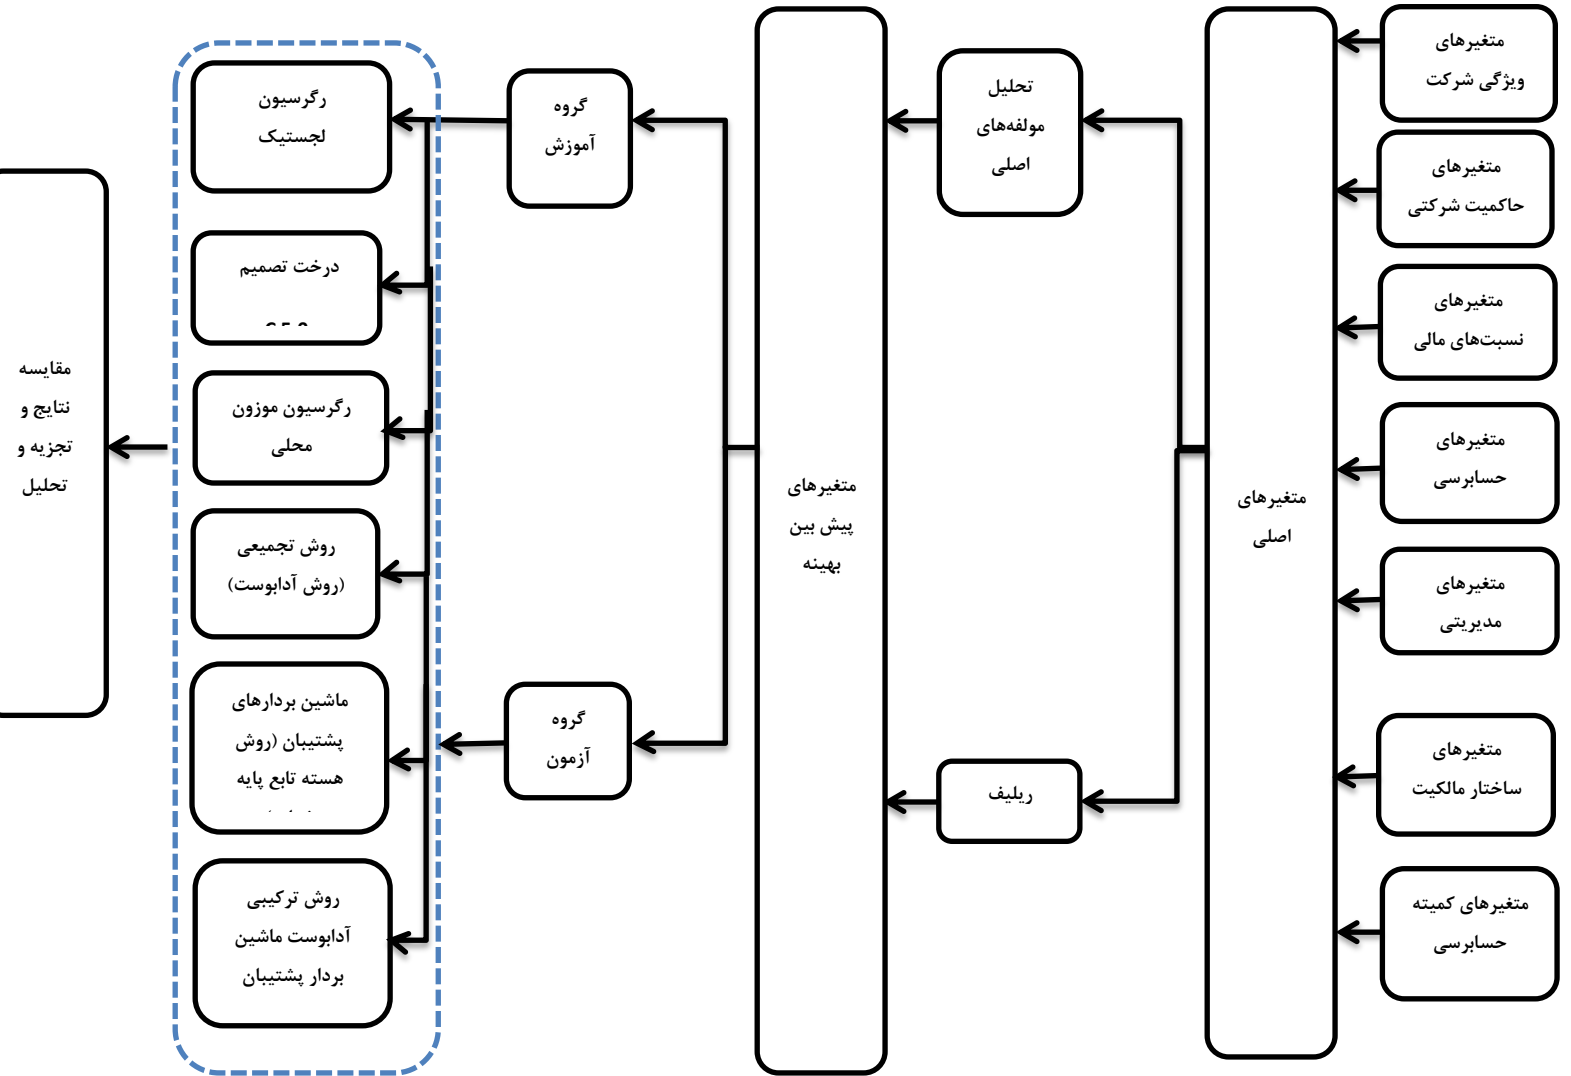 متغیرهای
ویژگی شرکت
متغیرهای
حاکمیت شرکتی
متغیرهای
نسبت‌های مالی
متغیرهای
حسابرسی
متغیرهای
مدیریتی
متغیرهای
ساختار مالکیت
متغیرهای کمیته
حسابرسی
متغیرهای
اصلی
تحلیل
مولفه‌های
اصلی
ریلیف
متغیرهای
پیش بین
بهینه
گروه
آموزش
گروه
آزمون
رگرسیون
لجستیک
درخت تصمیم
رگرسیون موزون
محلی
روش تجمیعی
(روش آدابوست)
ماشین بردارهای
پشتیبان (روش
هسته تابع پایه
روش ترکیبی
آدابوست ماشین
بردار پشتیبان
مقایسه
نتایج و
تجزیه و
تحلیل